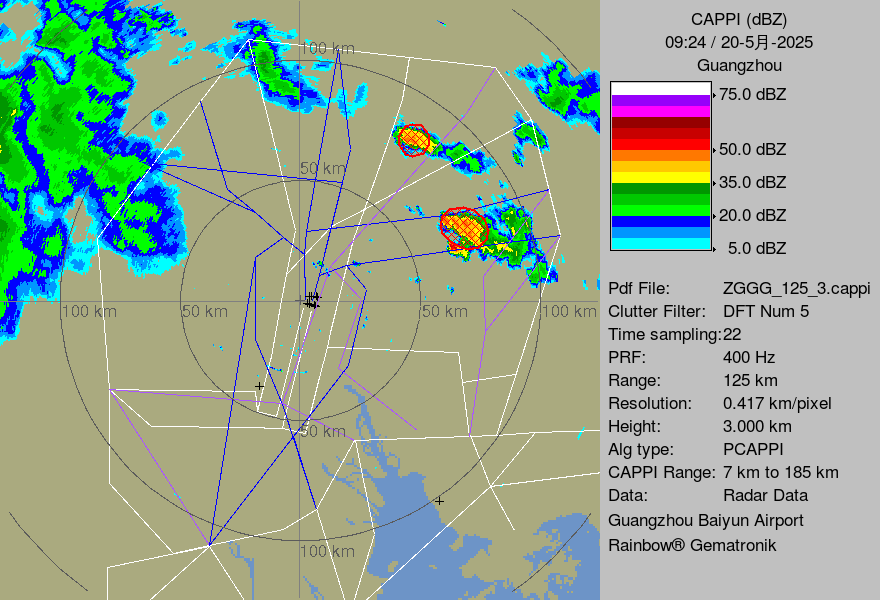 CAPPI (dBZ)
09:24 / 20-5月-2025
Guangzhou
75.0 dBZ
50.0 dBZ
35.0 dBZ
20.0 dBZ
5.0 dBZ
Pdf File: ZGGG_125_3.cappi
Clutter Filter: DFT Num 5
Time sampling:22
PRF: 400 Hz
Range: 125 km
Resolution: 0.417 km/pixel
Height: 3.000 km
Alg type: PCAPPI
CAPPI Range: 7 km to 185 km
Data: Radar Data
Guangzhou Baiyun Airport
Rainbow® Gematronik
100 km
50 km
100 km
50 km
50 km
100 km
50 km
100 km